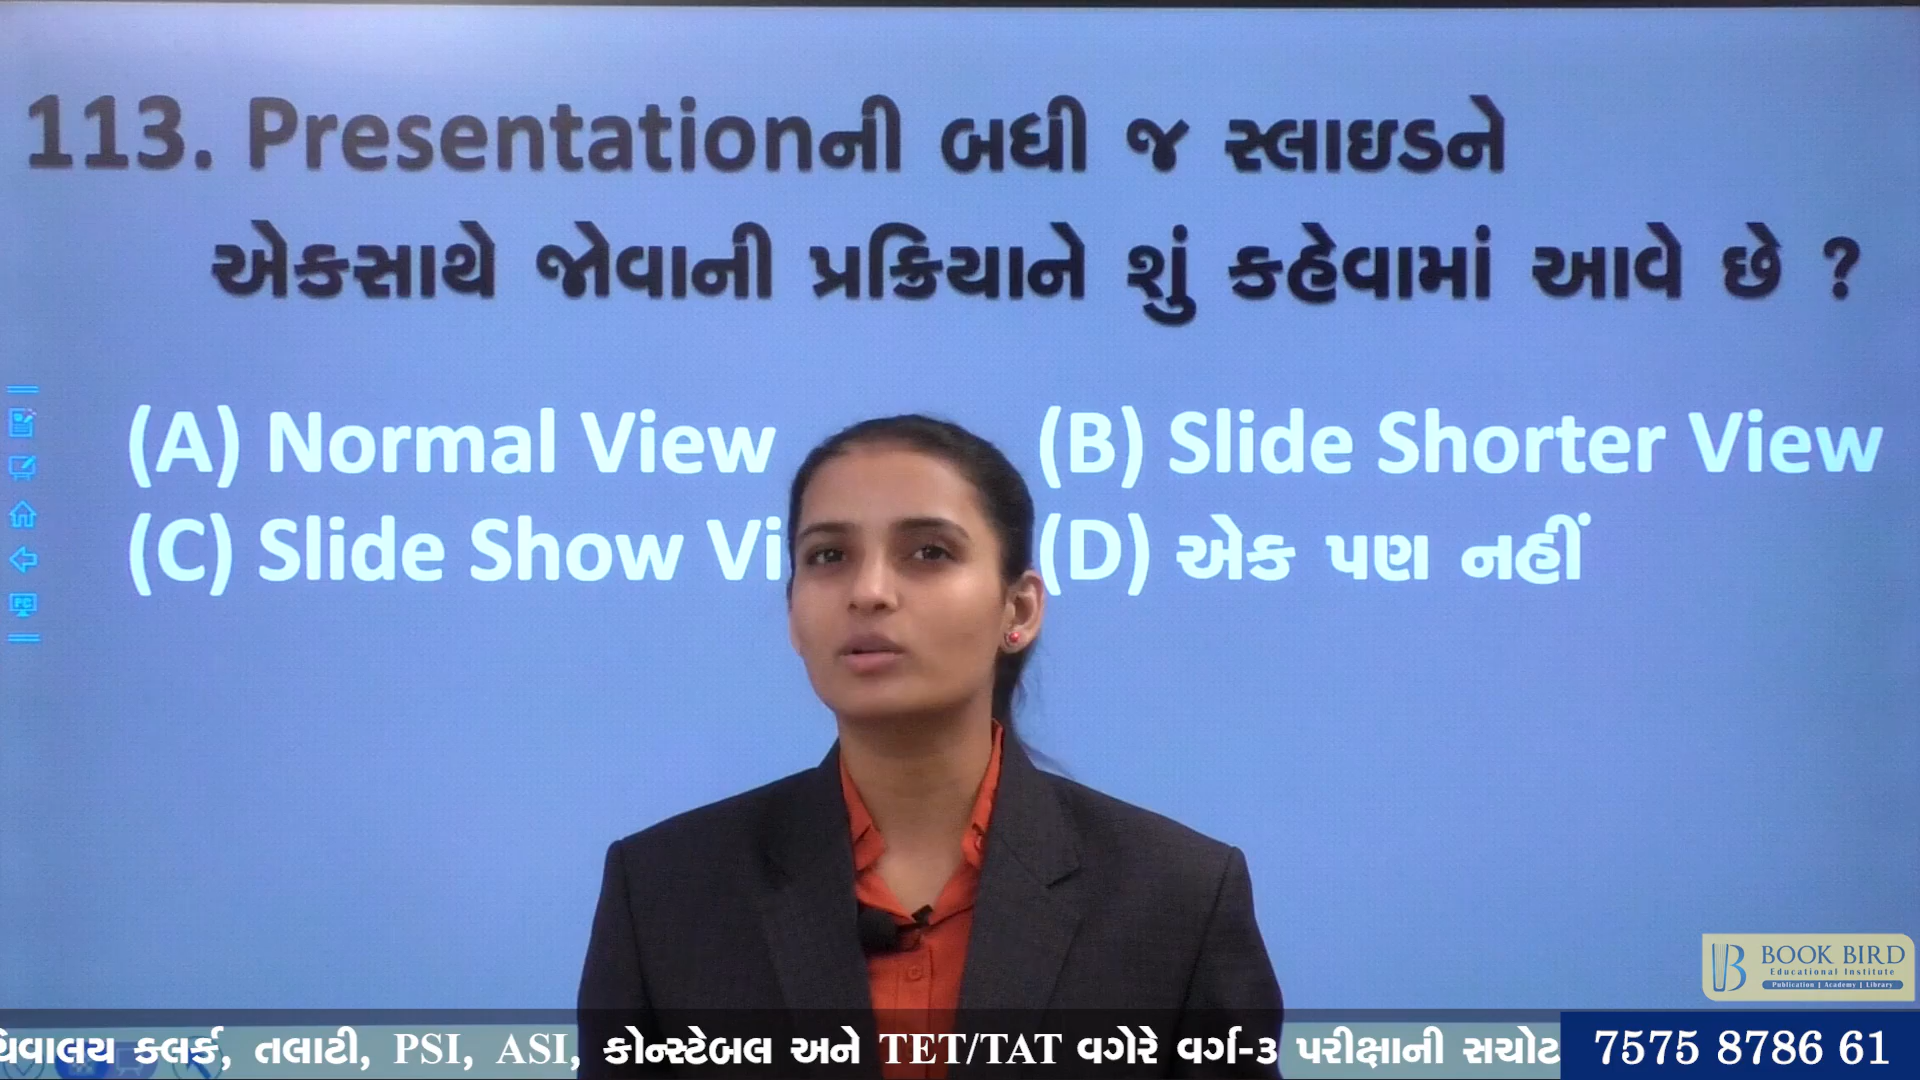 113. Presentationની બધી જ સ્લાઇડને
એકસાથે જોવાની પ્રક્રિયાને શું કહેવામાં આવે છે ?
(A) Normal View
(B) Slide Shorter View
(C) Slide Show Vi
(D) એક પણ નહીં
BOOK BIRD
Educational Institute
Publication | Academy | Library
ક્લર્ક, તલાટી, PSI, ASI, કોન્સ્ટેબલ અને TET/TAT વગેરે વર્ગ-૩ પરીક્ષાની સચોટ
7575 8786 61